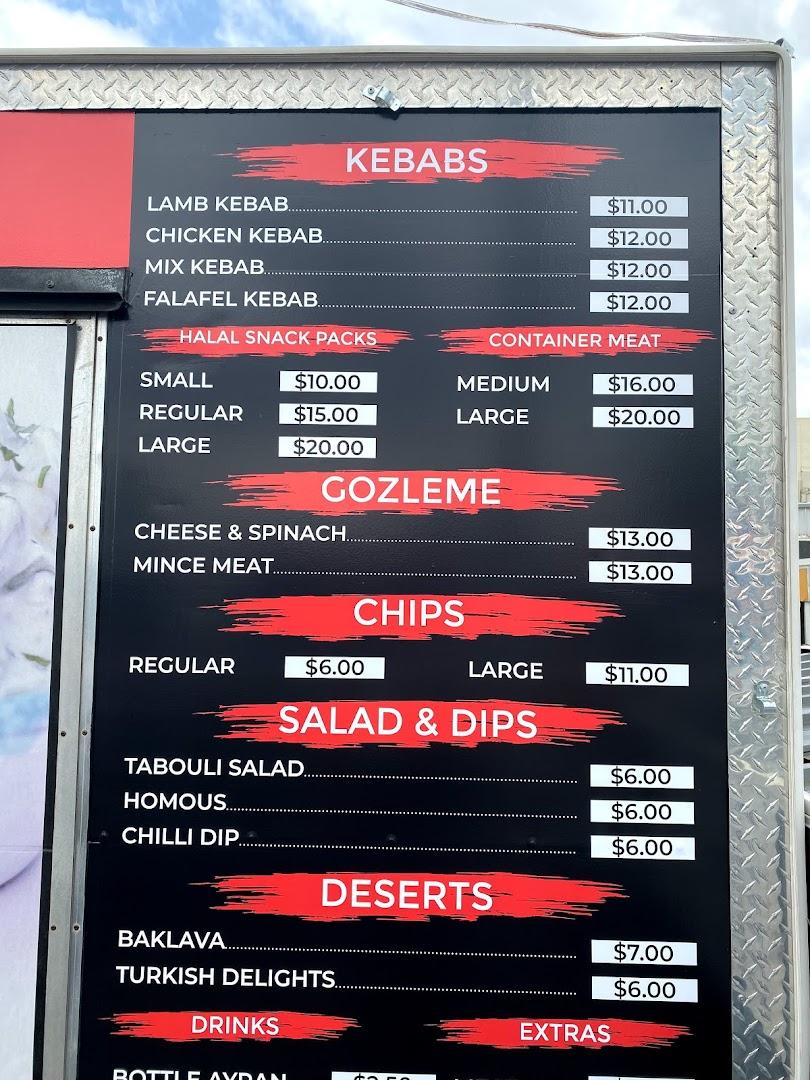 KEBABS
LAMB KEBAB $11.00
CHICKEN KEBAB $12.00
MIX KEBAB $12.00
FALAFEL KEBAB $12.00
HALAL SNACK PACKS
SMALL $10.00
REGULAR $15.00
LARGE $20.00
CONTAINER MEAT
MEDIUM $16.00
LARGE $20.00
GOZLEME
CHEESE & SPINACH $13.00
MINCE MEAT $13.00
CHIPS
REGULAR $6.00
LARGE $11.00
SALAD & DIPS
TABOULI SALAD $6.00
HOMOUS $6.00
CHILLI DIP $6.00
DESERTS
BAKLAVA $7.00
TURKISH DELIGHTS $6.00
DRINKS
BOTTLE AYRAN $3.50
EXTRAS